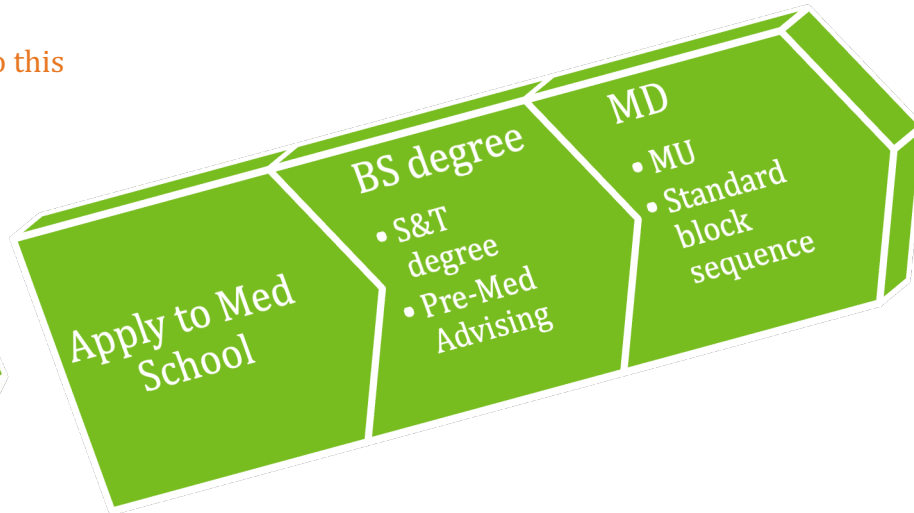 o this
Apply to Med
School
BS degree
• S&T
degree
• Pre-Med
Advising
MD
• MU
• Standard
block
sequence